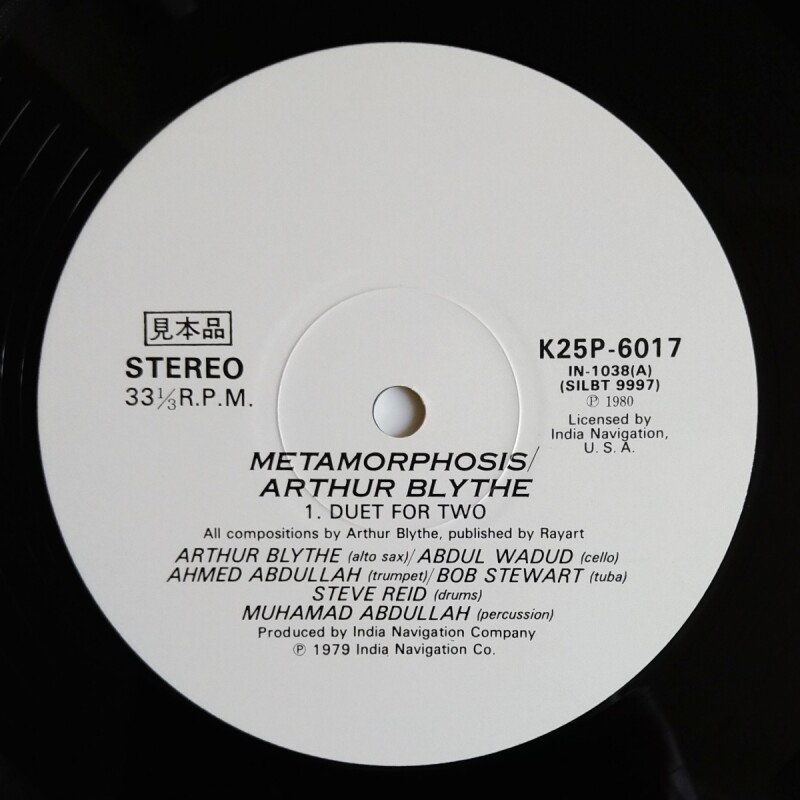 見本品
STEREO
33⅓R.P.M.
K25P-6017
IN-1038(A)
(SILBT 9997)
℗ 1980
Licensed by
India Navigation,
U. S. A.
METAMORPHOSIS/
ARTHUR BLYTHE
1. DUET FOR TWO
All compositions by Arthur Blythe, published by Rayart
ARTHUR BLYTHE (alto sax)/ABDUL WADUD (cello)
AHMED ABDULLAH (trumpet)/BOB STEWART (tuba)
STEVE REID (drums)
MUHAMAD ABDULLAH (percussion)
Produced by India Navigation Company
℗ 1979 India Navigation Co.